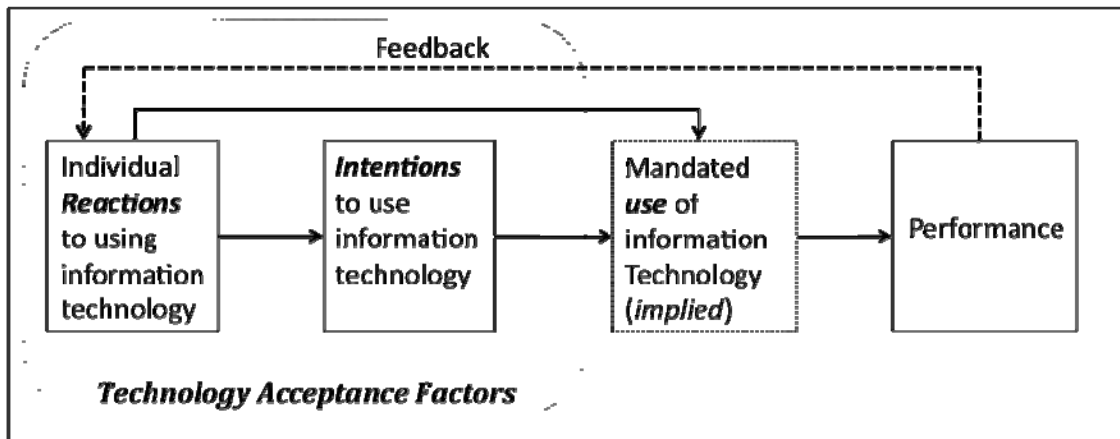 Feedback
Individual
Reactions
to using
information
technology
Intentions
to use
information
technology
Mandated
use of
information
Technology
(implied)
Performance
Technology Acceptance Factors